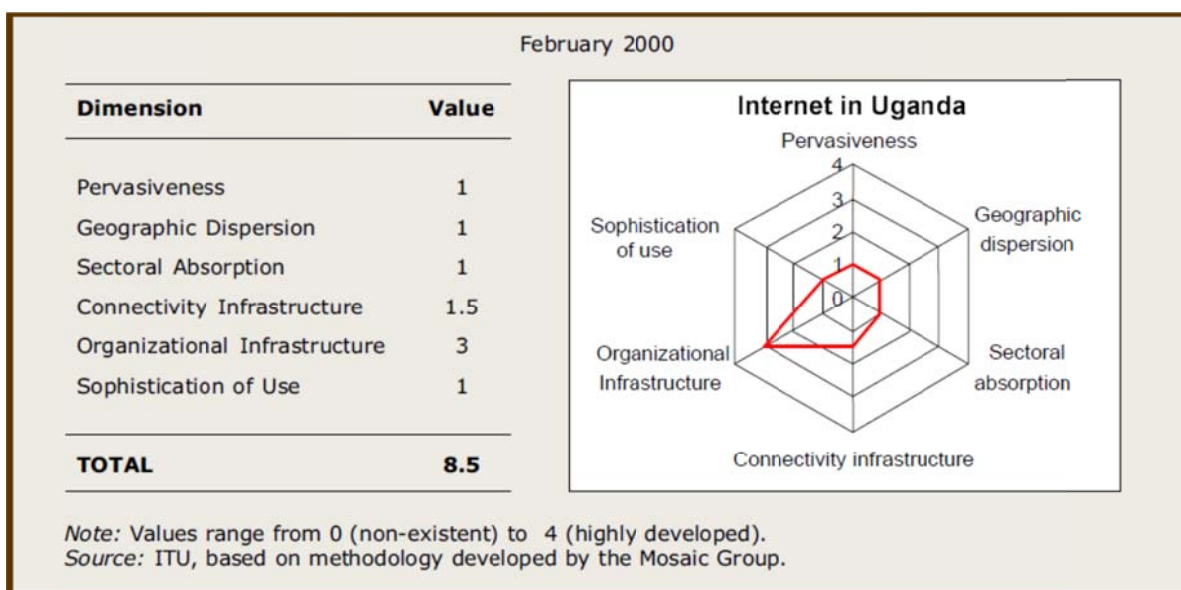 February 2000
Dimension Value
Pervasiveness 1
Geographic Dispersion 1
Sectoral Absorption 1
Connectivity Infrastructure 1.5
Organizational Infrastructure 3
Sophistication of Use 1
TOTAL 8.5
Internet in Uganda
Pervasiveness
4
3
2
1
0
Geographic
dispersion
Sectoral
absorption
Connectivity infrastructure
Organizational
Infrastructure
Sophistication
of use
Note: Values range from 0 (non-existent) to 4 (highly developed).
Source: ITU, based on methodology developed by the Mosaic Group.